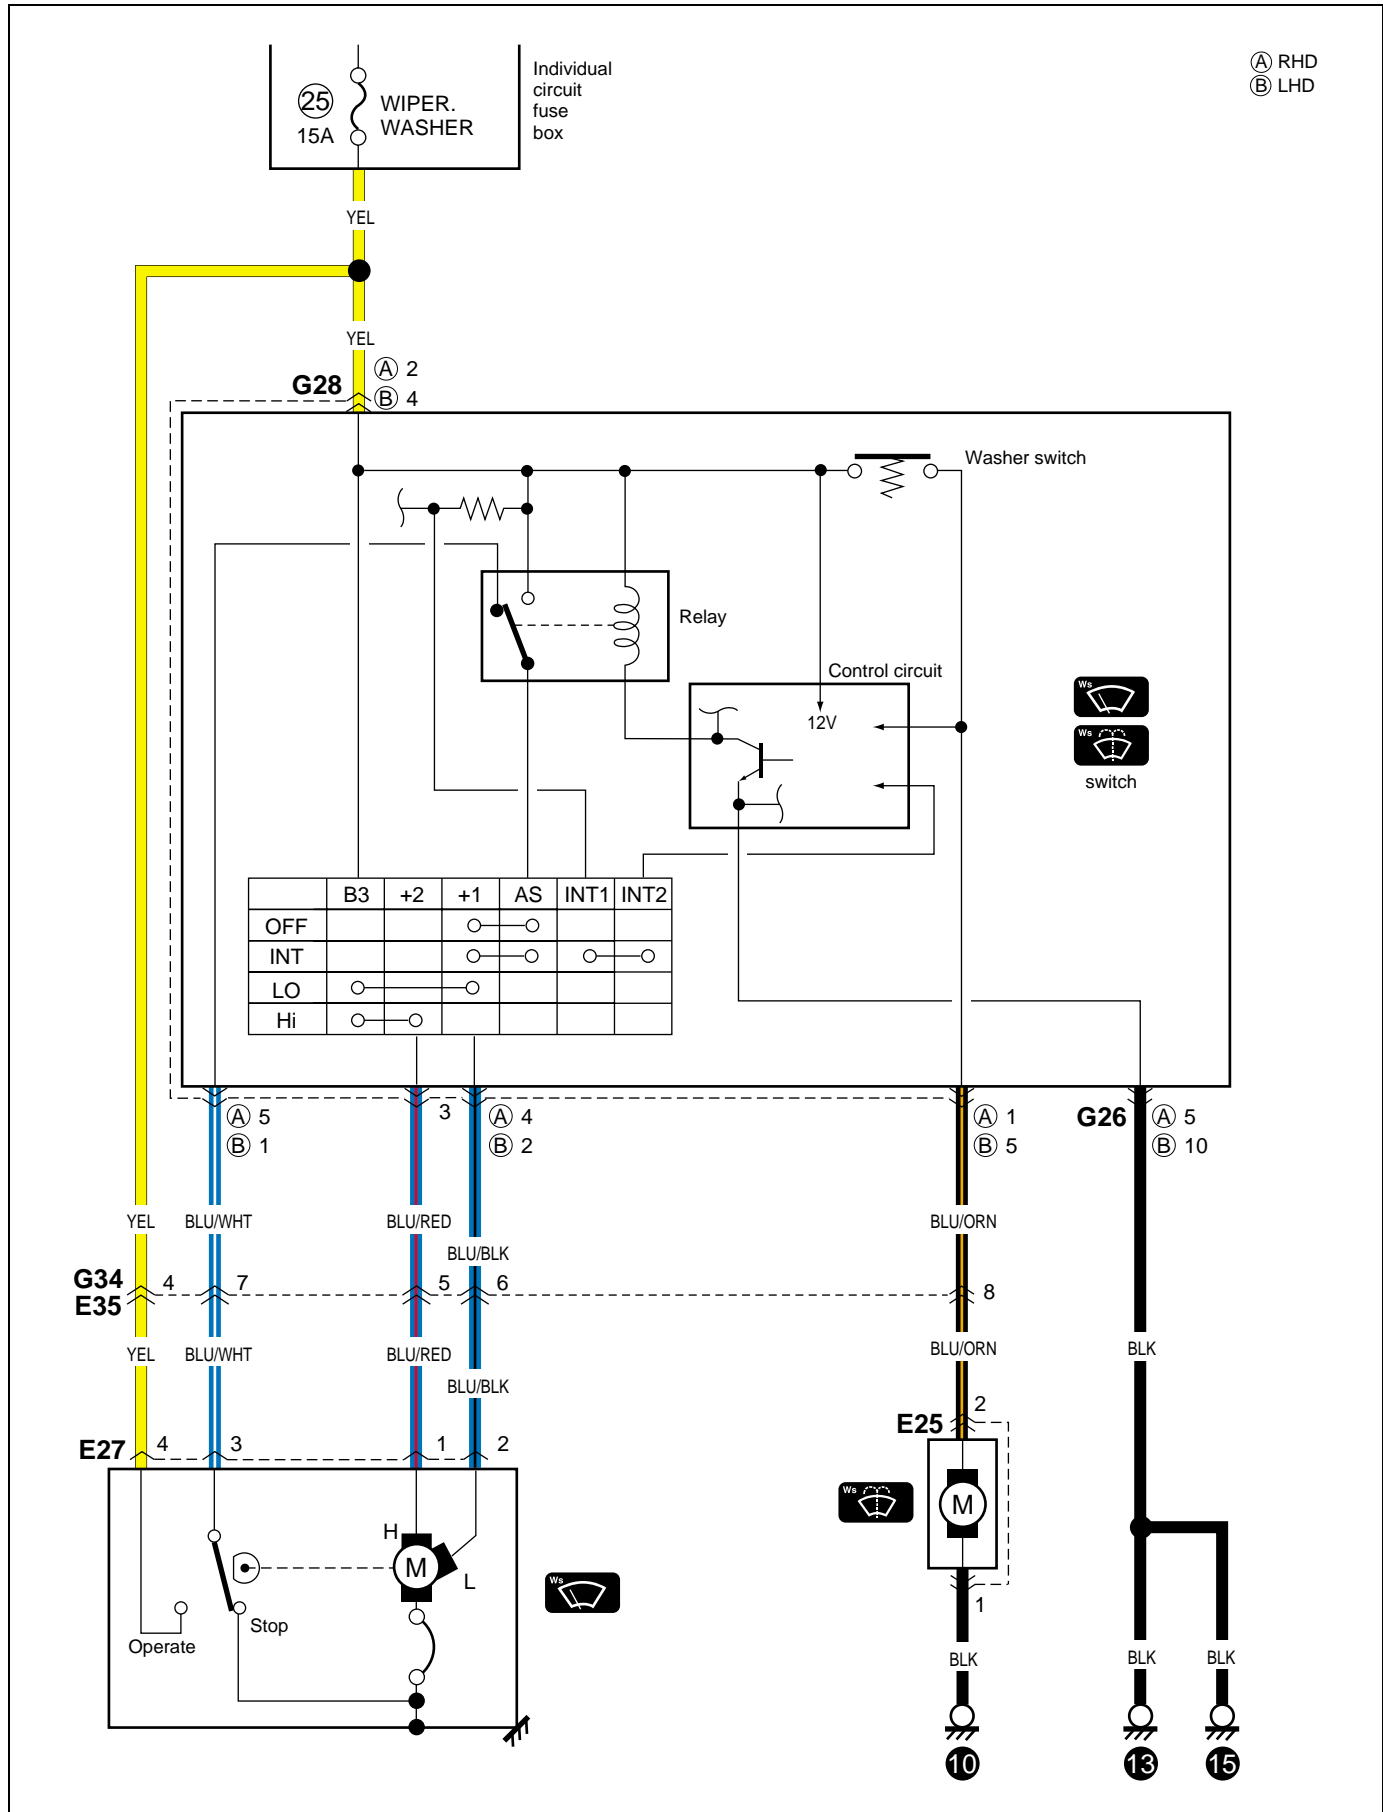 Individual
circuit
fuse
box
25
15A
WIPER.
WASHER
A RHD
B LHD
YEL
YEL
G28
A 2
B 4
Washer switch
Relay
Control circuit
12V
Ws
Ws
switch
B3 +2 +1 AS INT1 INT2
OFF
INT
LO
Hi
A 5
B 1
3
A 4
B 2
A 1
B 5
G26
A 5
B 10
YEL BLU/WHT BLU/RED BLU/ORN
BLU/BLK
G34
E35
4 7 5 6 8
YEL BLU/WHT BLU/RED BLU/ORN BLK
BLU/BLK
E27 4 3 1 2
E25 2
H
M
L
Operate
Stop
Ws
Ws
M
1
BLK BLK BLK
10 13 15